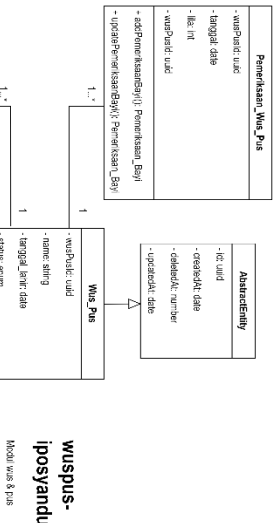 Pemeriksaan_Wus_Pus
- wusPusId: uuid
- wusPusId: uuid
- tanggal: date
- lila: int
+ addPemeriksaanBayi(): Pemeriksaan_Bayi
+ updatePemeriksaanBayi(): Pemeriksaan_Bayi
AbstractEntity
- id: uuid
- createdAt: date
- deletedAt: number
- updatedAt: date
1...*
1
1...*
1
Wus_Pus
- wusPusId: uuid
- name: string
- tanggal_lahir: date
- status: enum
wuspus-
iposyandu
Modul wus & pus